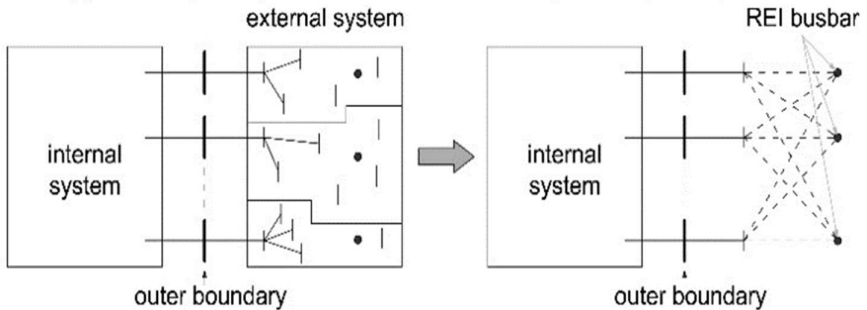 external system
REI busbar
internal
system
internal
system
outer boundary
outer boundary